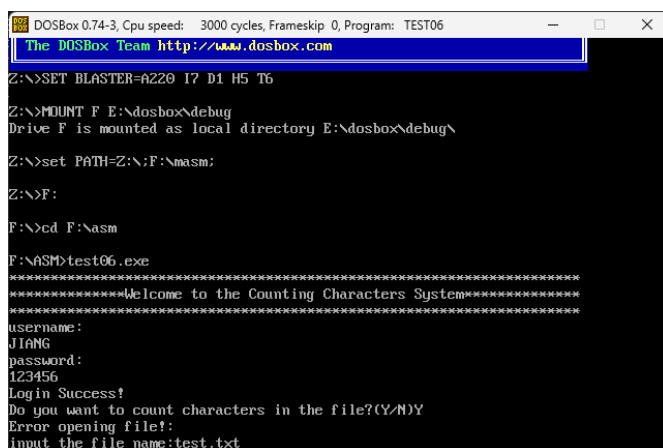 DOSBox 0.74-3, Cpu speed: 3000 cycles, Frameskip 0, Program: TEST06
The DOSBox Team http://www.dosbox.com
Z:\>SET BLASTER=A220 I7 D1 H5 T6
Z:\>MOUNT F E:\dosbox\debug
Drive F is mounted as local directory E:\dosbox\debug\
Z:\>set PATH=Z:\;F:\masm;
Z:\>F:
F:\>cd F:\asm
F:\ASM>test06.exe
*********************************************************************
**************Welcome to the Counting Characters System**************
*********************************************************************
username:
JIANG
password:
123456
Login Success!
Do you want to count characters in the file?(Y/N)Y
Error opening file!:
input the file name:test.txt